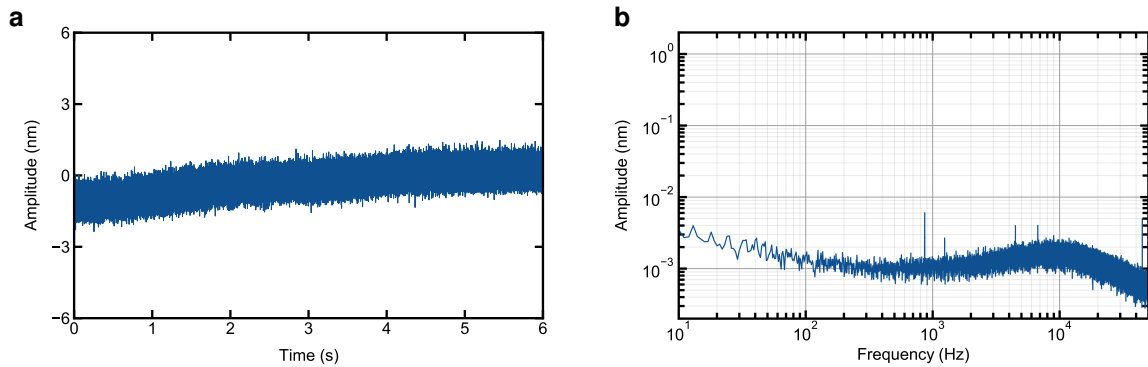 a
Amplitude (nm)
6
3
0
−3
−6
0 1 2 3 4 5 6
Time (s)
b
Amplitude (nm)
10^0
10^-1
10^-2
10^-3
10^1 10^2 10^3 10^4
Frequency (Hz)